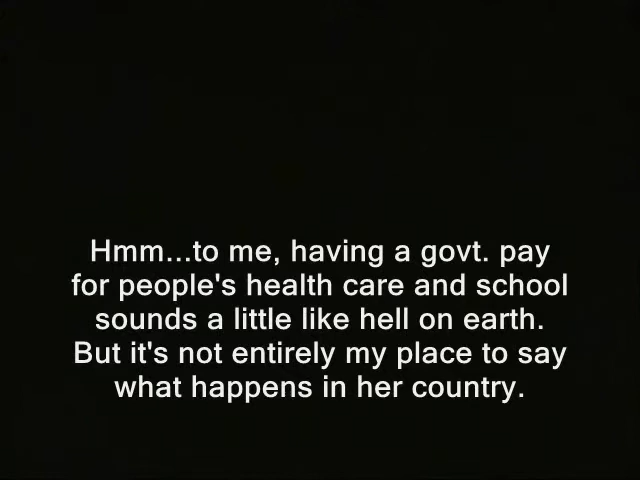 Hmm...to me, having a govt. pay
for people's health care and school
sounds a little like hell on earth.
But it's not entirely my place to say
what happens in her country.